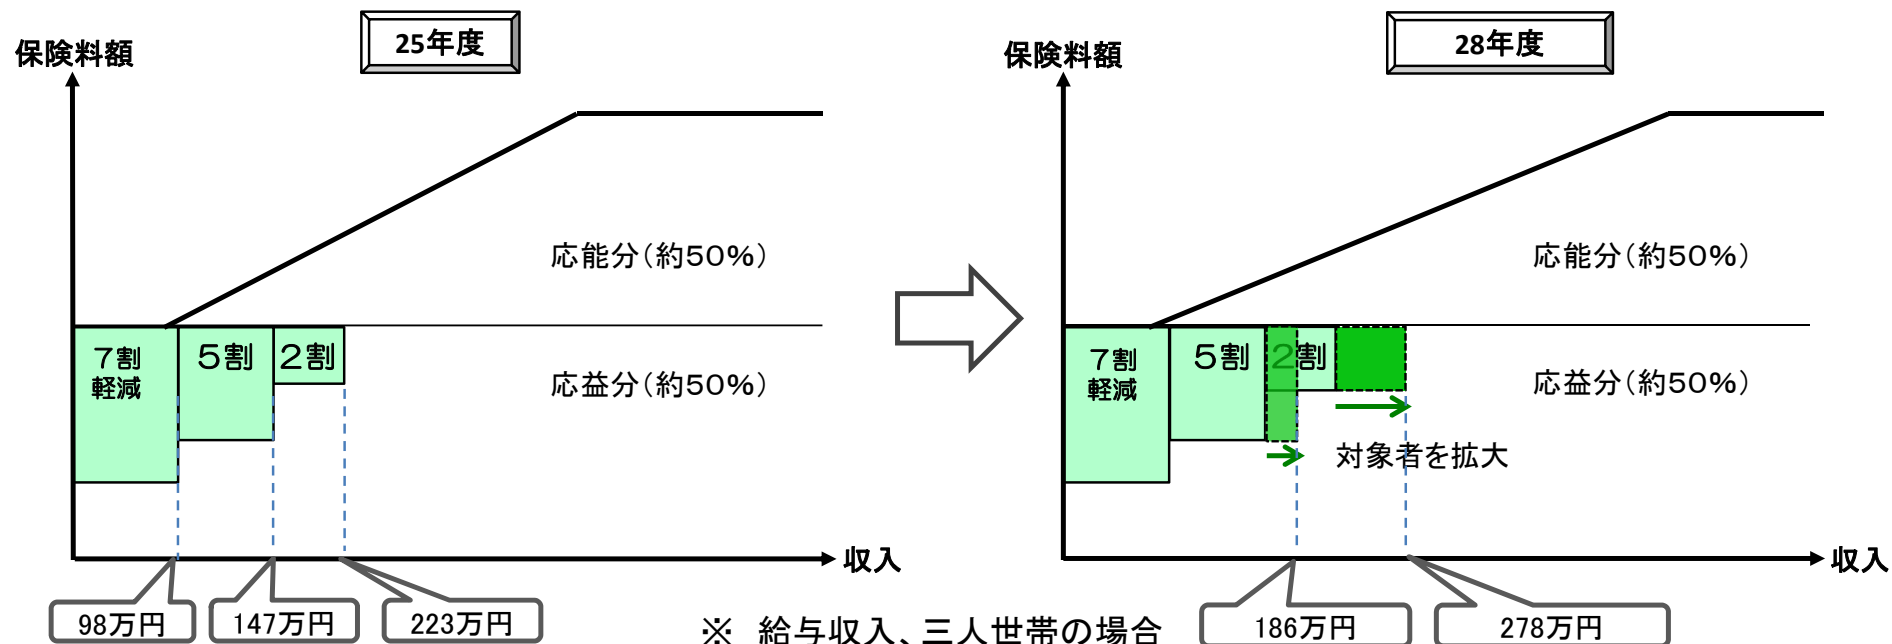 25年度
保険料額
応能分(約50%)
7割
軽減
5割
2割
応益分(約50%)
収入
98万円
147万円
223万円
28年度
保険料額
応能分(約50%)
7割
軽減
5割
2割
応益分(約50%)
対象者を拡大
収入
186万円
278万円
※ 給与収入、三人世帯の場合